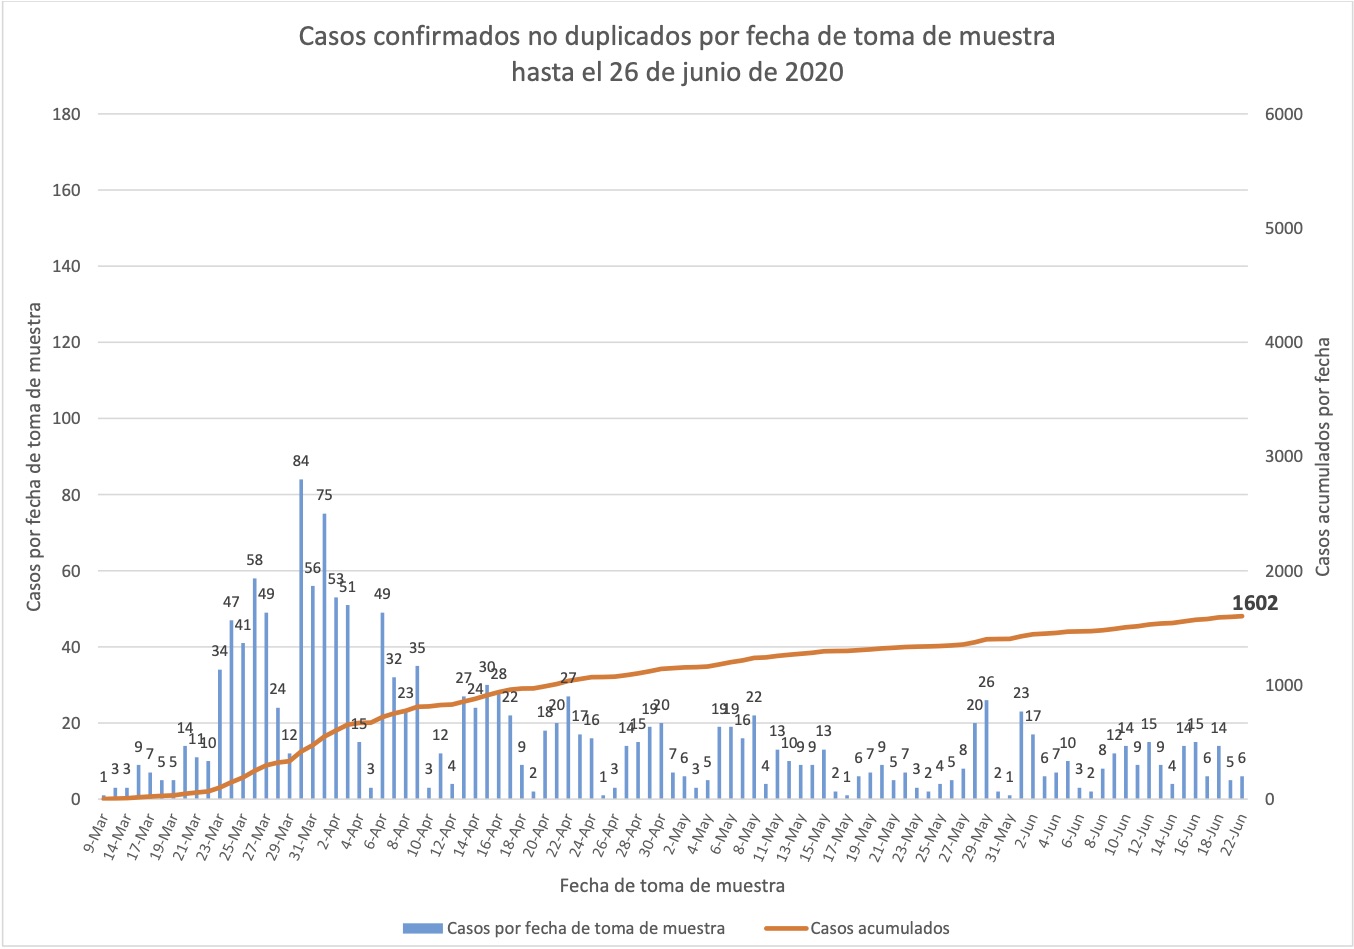 Casos confirmados no duplicados por fecha de toma de muestra
hasta el 26 de junio de 2020
180
160
140
120
100
80
60
40
20
0
Casos por fecha de toma de muestra
6000
5000
4000
3000
2000
1000
0
Casos acumulados por fecha
1 3 3 9 7 5 5 14 11 10 34 47 41 58 49 24 12 84 56 75 53 51 15 3 49 32 23 35 3 12 4 27 24 30 28 22 9 2 18 20 27 17 16 1 3 14 15 19 20 7 6 3 5 19 19 16 22 4 13 10 9 9 13 2 1 6 7 9 5 7 3 2 4 5 8 20 26 2 1 23 17 6 7 10 3 2 8 12 14 9 15 9 4 14 15 6 14 5 6
1602
9-Mar 14-Mar 17-Mar 19-Mar 21-Mar 23-Mar 25-Mar 27-Mar 29-Mar 31-Mar 2-Apr 4-Apr 6-Apr 8-Apr 10-Apr 12-Apr 14-Apr 16-Apr 18-Apr 20-Apr 22-Apr 24-Apr 26-Apr 28-Apr 30-Apr 2-May 4-May 6-May 8-May 11-May 13-May 15-May 17-May 19-May 21-May 23-May 25-May 27-May 29-May 31-May 2-Jun 4-Jun 6-Jun 8-Jun 10-Jun 12-Jun 14-Jun 16-Jun 18-Jun 22-Jun
Fecha de toma de muestra
Casos por fecha de toma de muestra
Casos acumulados